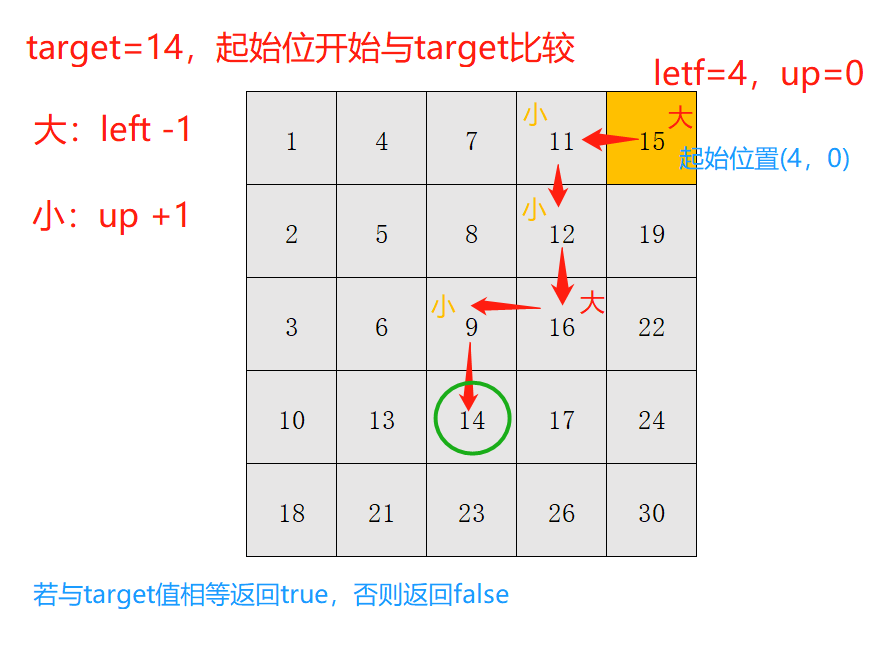 target=14，起始位开始与target比较
letf=4，up=0
大：left -1
小：up +1
小 大
1 4 7 11 15
起始位置(4，0)
小
2 5 8 12 19
小 大
3 6 9 16 22
10 13 14 17 24
18 21 23 26 30
若与target值相等返回true，否则返回false